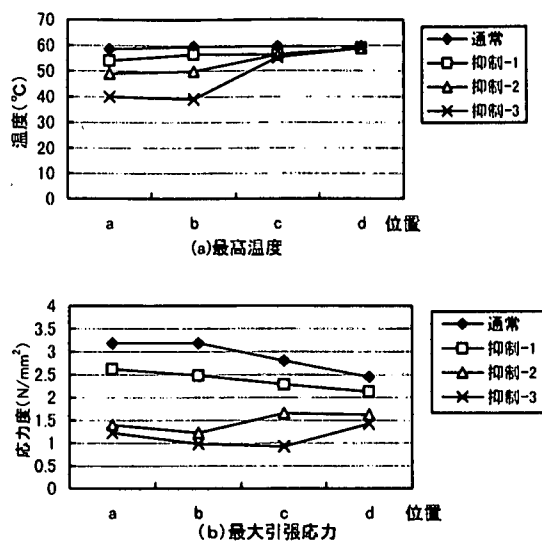 70
60
50
40
30
20
10
0
温度(℃)
a b c d 位置
(a)最高温度
通常
抑制-1
抑制-2
抑制-3
4
3.5
3
2.5
2
1.5
1
0.5
0
応力度(N/mm²)
a b c d 位置
(b)最大引張応力
通常
抑制-1
抑制-2
抑制-3